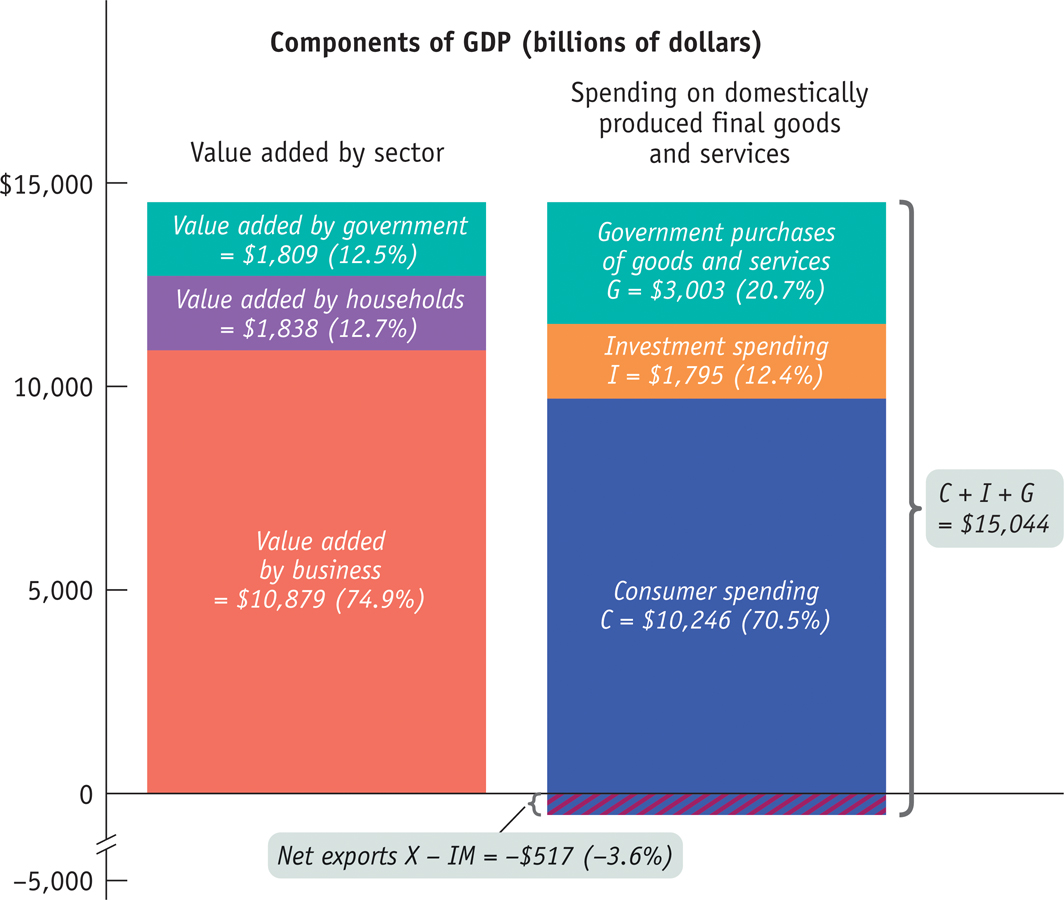 Components of GDP (billions of dollars)
Value added by sector
Spending on domestically
produced final goods
and services
$15,000
10,000
5,000
0
–5,000
Value added by government
= $1,809 (12.5%)
Value added by households
= $1,838 (12.7%)
Value added
by business
= $10,879 (74.9%)
Government purchases
of goods and services
G = $3,003 (20.7%)
Investment spending
I = $1,795 (12.4%)
Consumer spending
C = $10,246 (70.5%)
C + I + G
= $15,044
Net exports X – IM = –$517 (–3.6%)